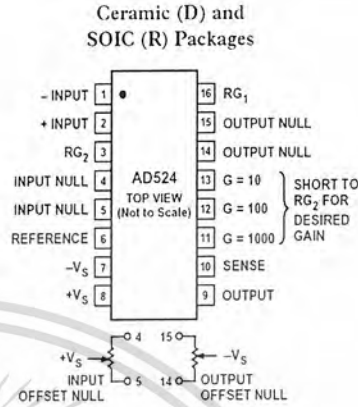 Ceramic (D) and
SOIC (R) Packages
– INPUT 1
+ INPUT 2
RG2 3
INPUT NULL 4
INPUT NULL 5
REFERENCE 6
–VS 7
+VS 8
AD524
TOP VIEW
(Not to Scale)
16 RG1
15 OUTPUT NULL
14 OUTPUT NULL
13 G = 10
12 G = 100
11 G = 1000
10 SENSE
9 OUTPUT
SHORT TO
RG2 FOR
DESIRED
GAIN
+VS
4
5
INPUT
OFFSET NULL
15
14
–VS
OUTPUT
OFFSET NULL